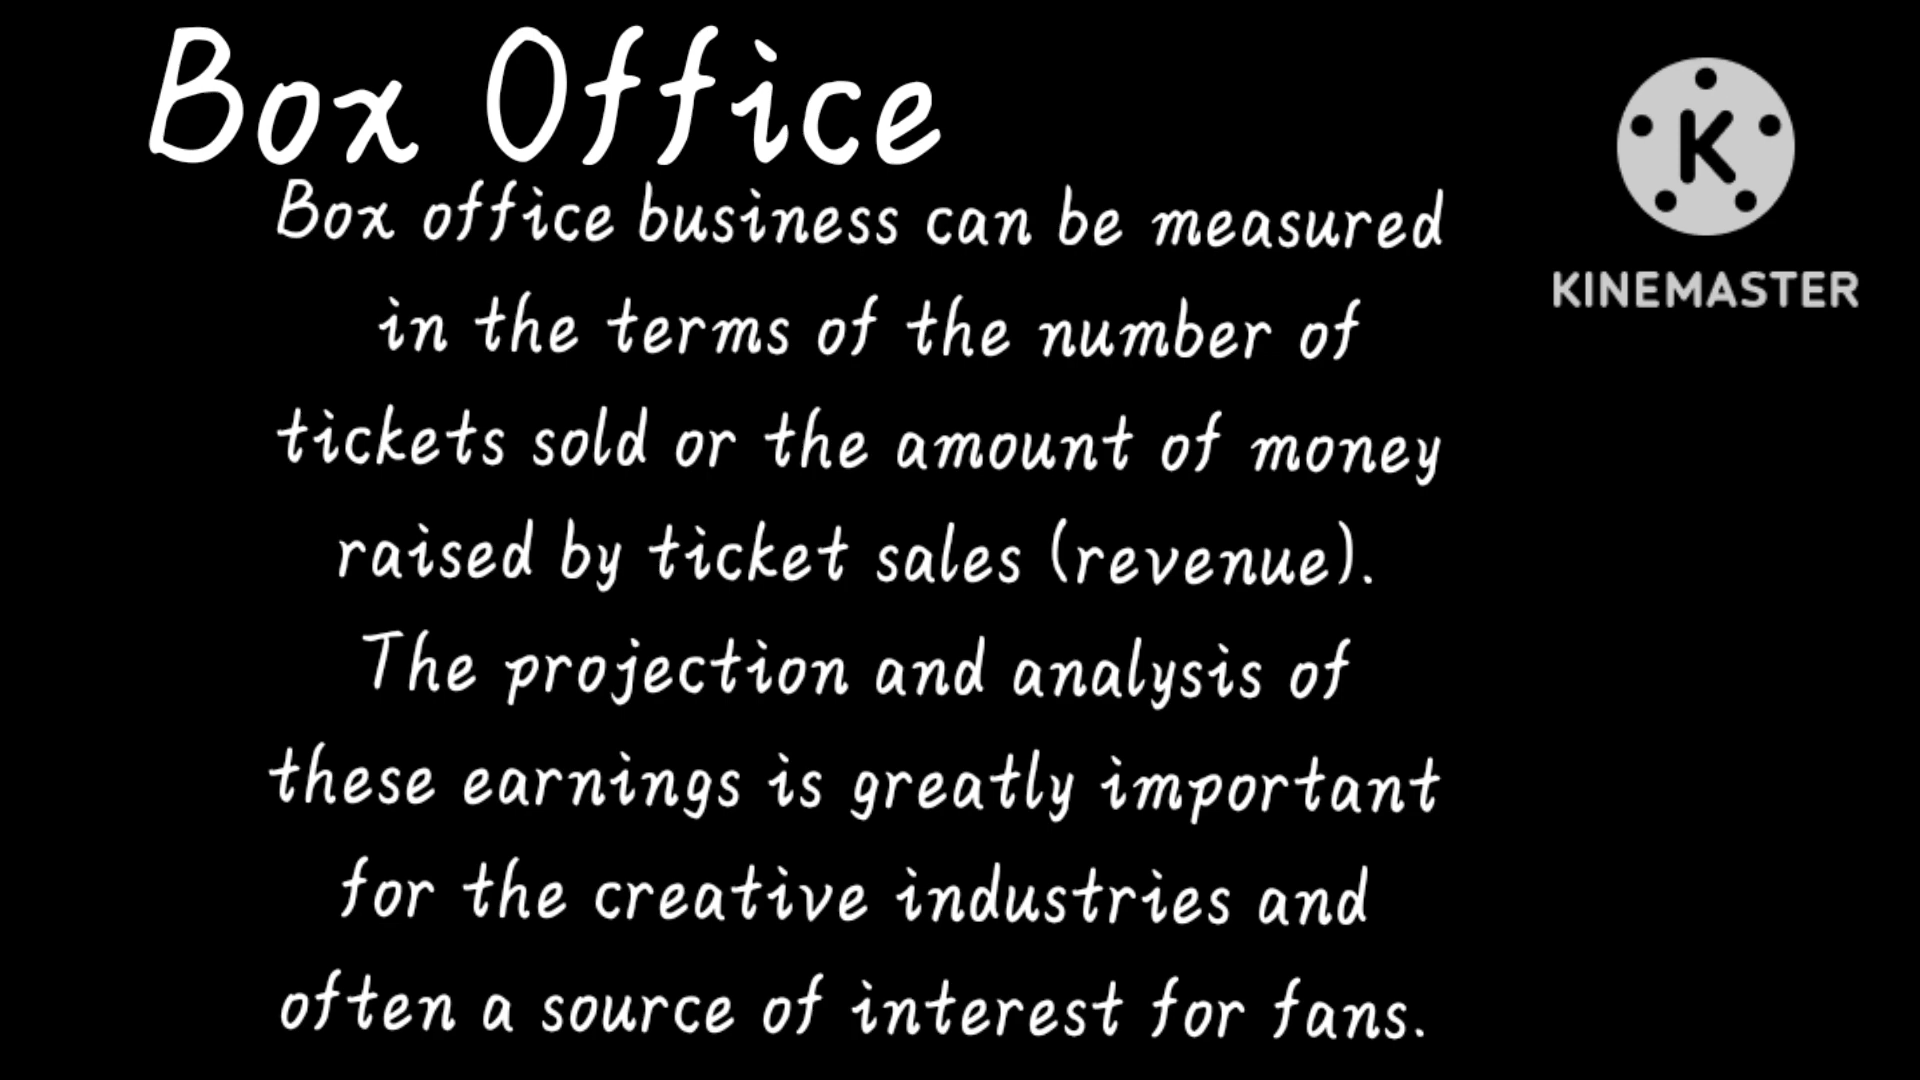 Box Office
K
KINEMASTER
Box office business can be measured
in the terms of the number of
tickets sold or the amount of money
raised by ticket sales (revenue).
The projection and analysis of
these earnings is greatly important
for the creative industries and
often a source of interest for fans.